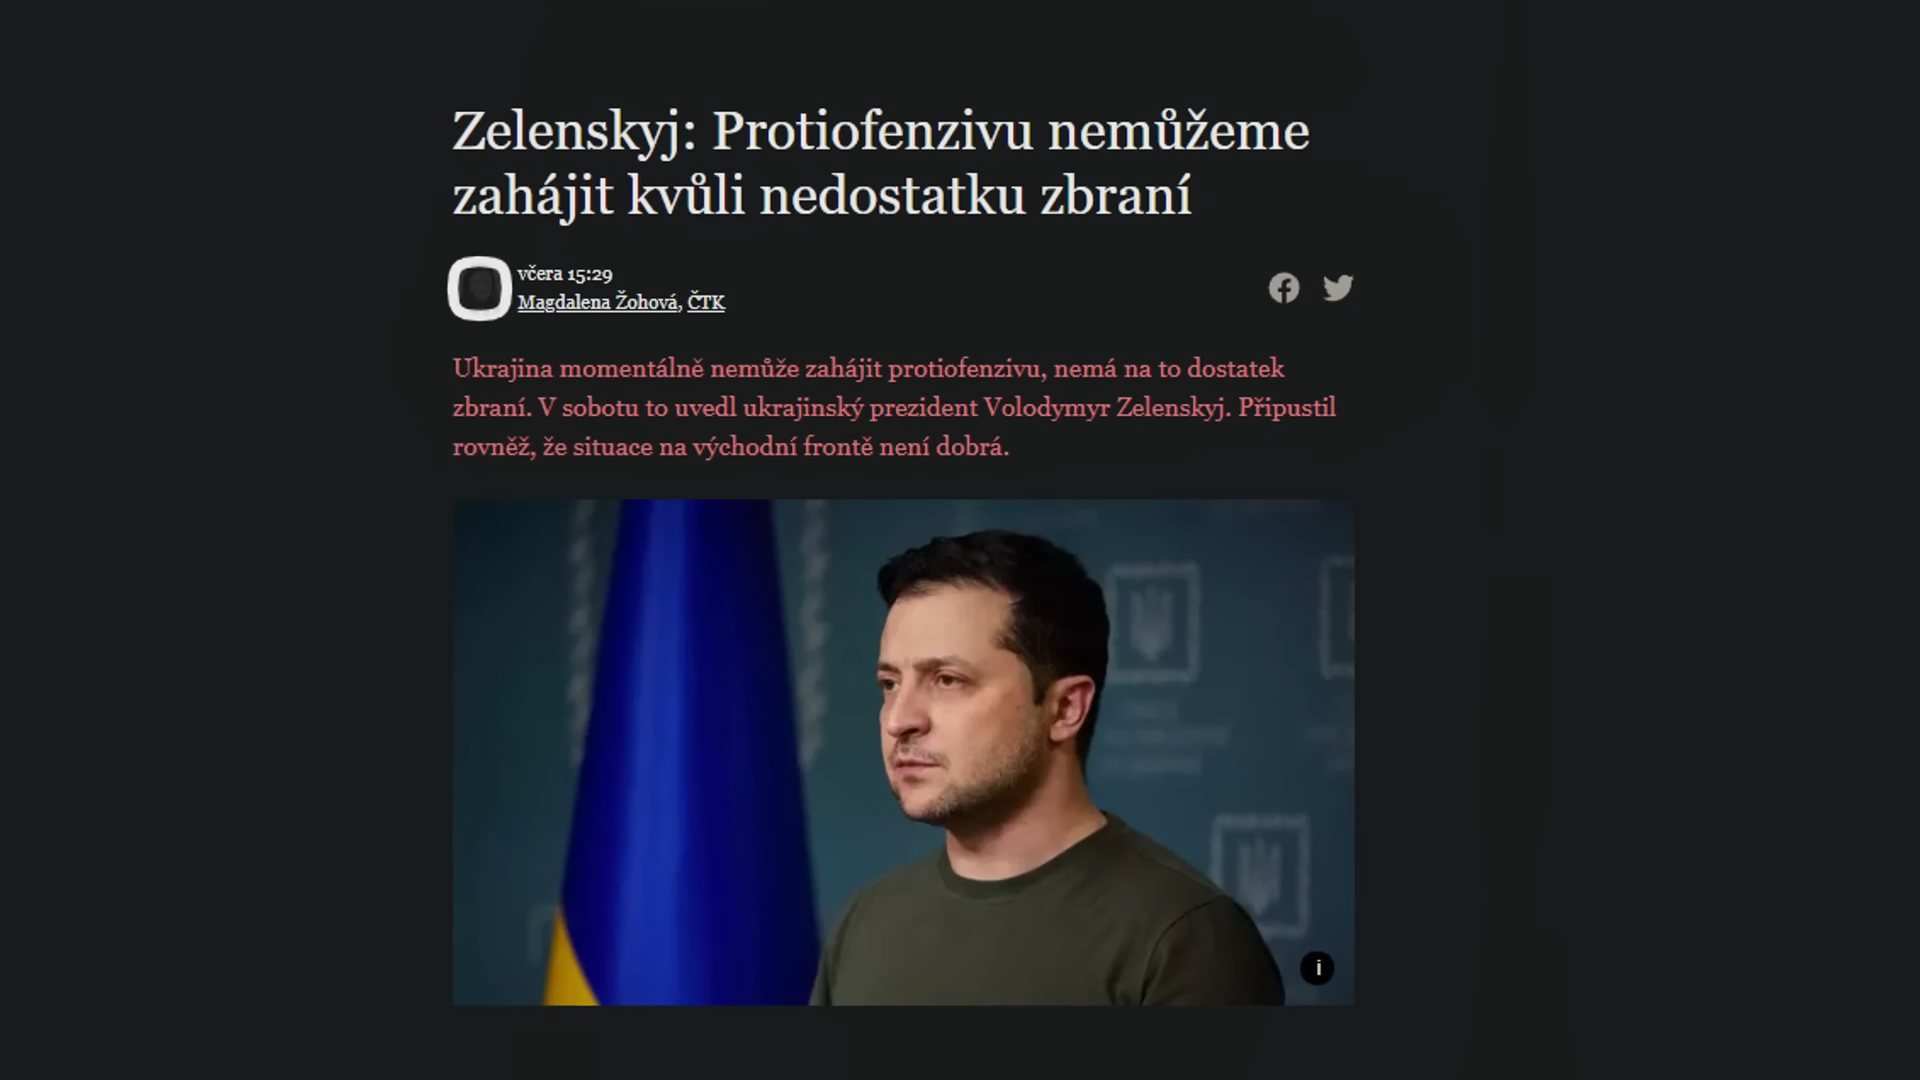 Zelenskyj: Protiofenzivu nemůžeme
zahájit kvůli nedostatku zbraní
včera 15:29
Magdalena Žohová, ČTK
Ukrajina momentálně nemůže zahájit protiofenzivu, nemá na to dostatek
zbraní. V sobotu to uvedl ukrajinský prezident Volodymyr Zelenskyj. Připustil
rovněž, že situace na východní frontě není dobrá.
i